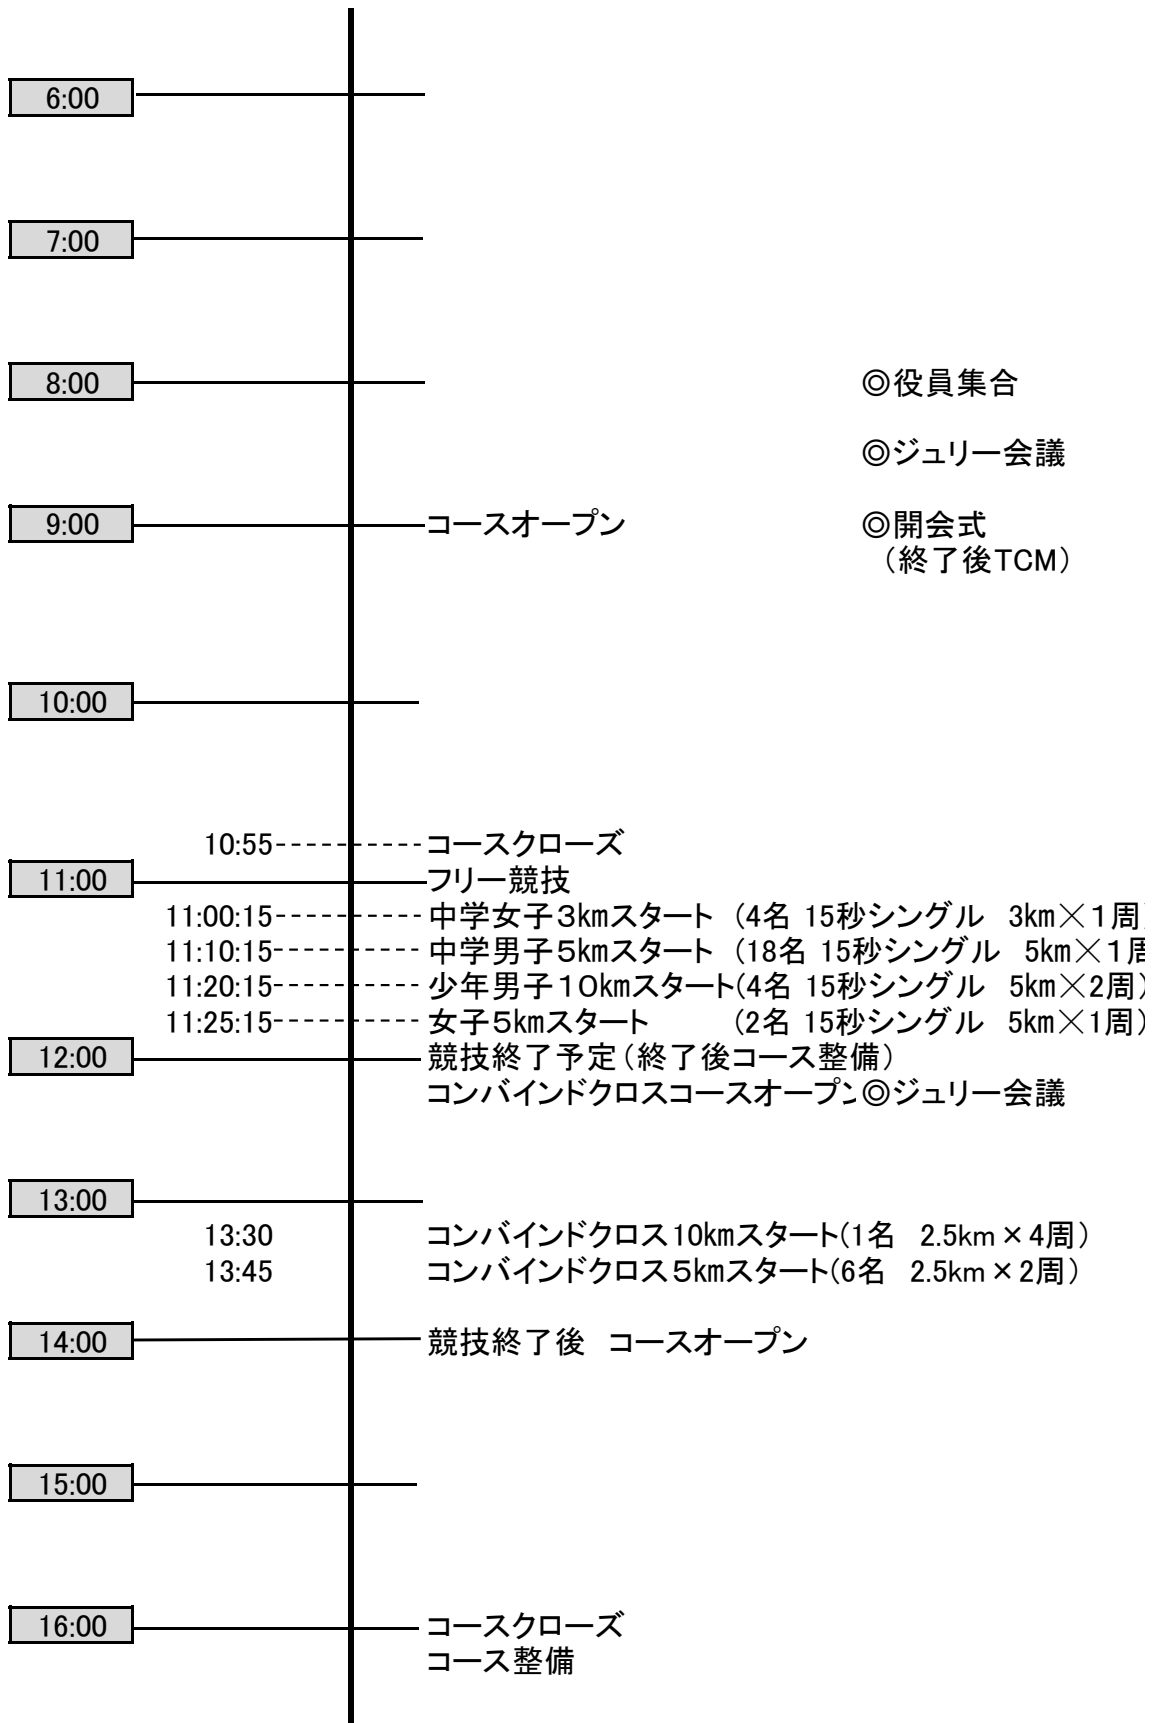 6:00
7:00
8:00 ◎役員集合
◎ジュリー会議
9:00 コースオープン ◎開会式
（終了後TCM）
10:00
10:55 コースクローズ
11:00 フリー競技
11:00:15 中学女子３kmスタート (4名 15秒シングル 3km×１周)
11:10:15 中学男子５kmスタート (18名 15秒シングル 5km×１周
11:20:15 少年男子１０kmスタート(4名 15秒シングル 5km×2周)
11:25:15 女子５kmスタート (2名 15秒シングル 5km×1周)
12:00 競技終了予定（終了後コース整備）
コンバインドクロスコースオープン ◎ジュリー会議
13:00
13:30 コンバインドクロス10kmスタート(1名 2.5km×4周)
13:45 コンバインドクロス５kmスタート(6名 2.5km×2周)
14:00 競技終了後 コースオープン
15:00
16:00 コースクローズ
コース整備